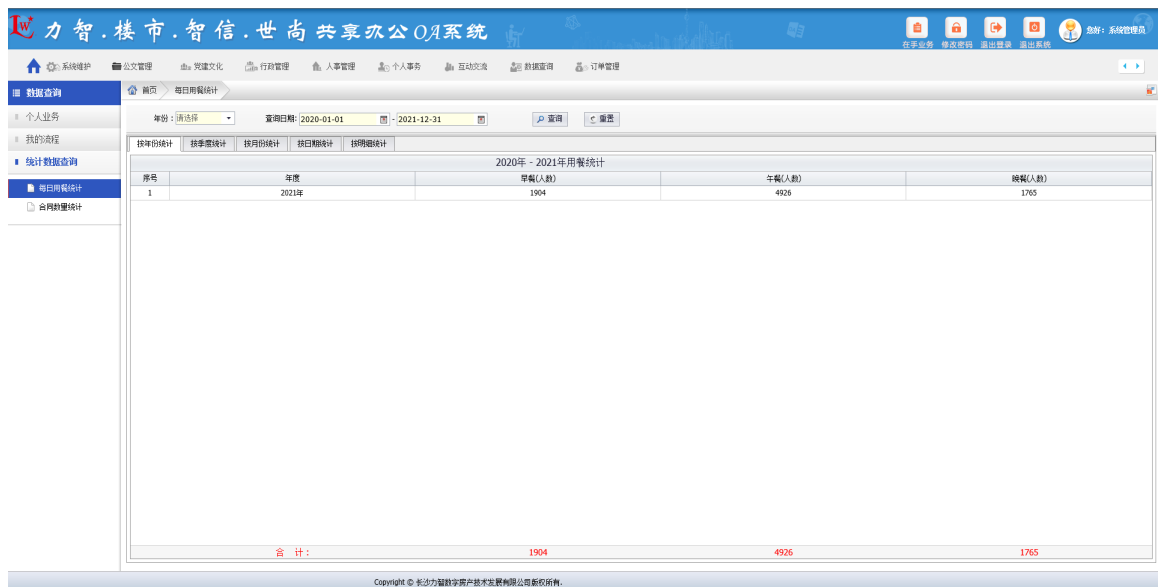 LW 力智.楼市.智信.世尚共享办公OA系统
在手业务 修改密码 退出登录 退出系统 您好：系统管理员
系统维护 公文管理 党建文化 行政管理 人事管理 个人事务 互动交流 数据查询 订单管理
数据查询 首页 每日用餐统计
个人业务
我的流程
统计数据查询
每日用餐统计
合同数量统计
年份：请选择 查询日期：2020-01-01 - 2021-12-31 查询 重置
按年份统计 按季度统计 按月份统计 按日期统计 按明细统计
2020年 - 2021年用餐统计
序号 年度 早餐(人数) 午餐(人数) 晚餐(人数)
1 2021年 1904 4926 1765
合 计： 1904 4926 1765
Copyright © 长沙力智数字房产技术发展有限公司版权所有.